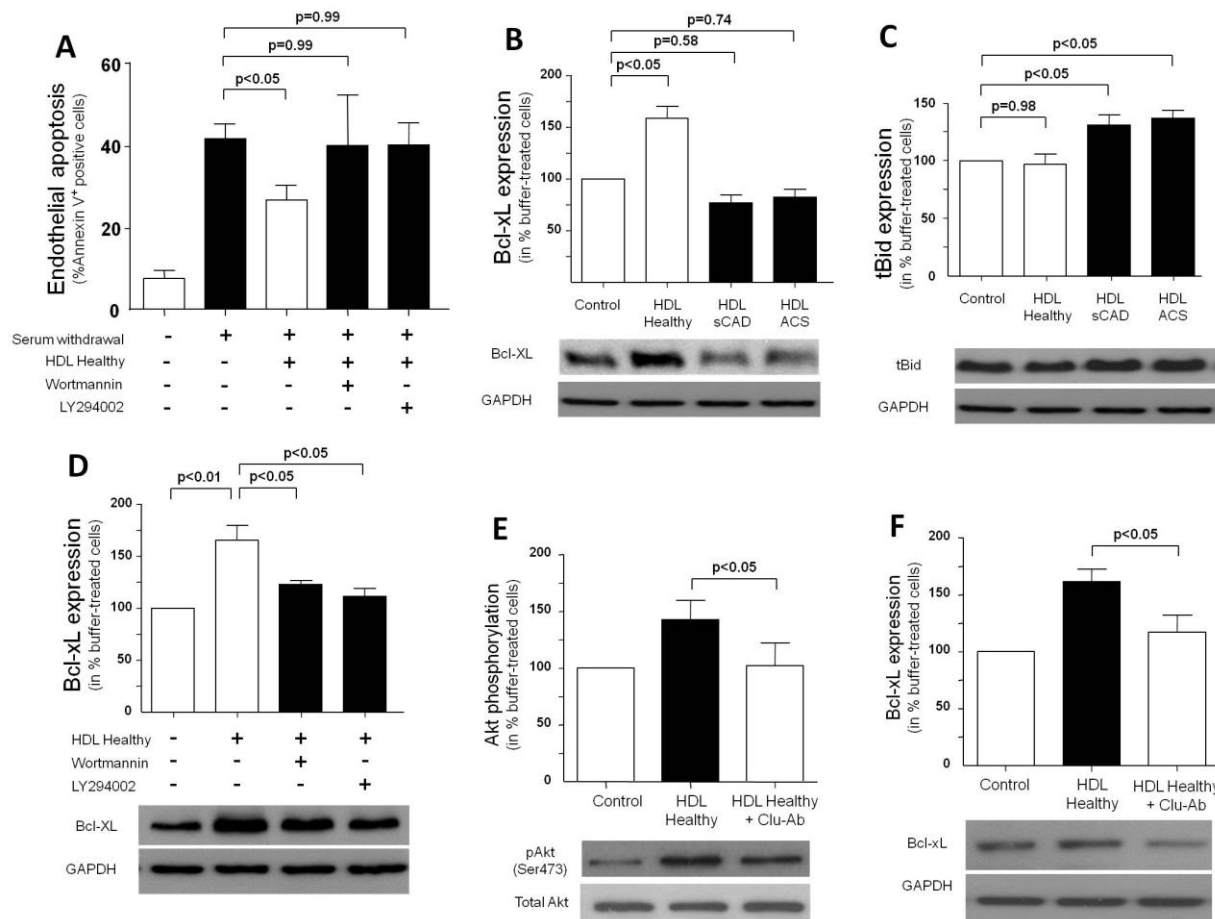 A
p=0.99
p=0.99
p<0.05
Endothelial apoptosis
(%Annexin V+ positive cells)
60
40
20
0
Serum withdrawal - + + + +
HDL Healthy - - + + +
Wortmannin - - - + -
LY294002 - - - - +
B
p=0.74
p=0.58
p<0.05
Bcl-xL expression
(in % buffer-treated cells)
200
150
100
50
0
Control
HDL Healthy
HDL sCAD
HDL ACS
Bcl-XL
GAPDH
C
p<0.05
p<0.05
p=0.98
tBid expression
(in % buffer-treated cells)
200
150
100
50
0
Control
HDL Healthy
HDL sCAD
HDL ACS
tBid
GAPDH
D
p<0.05
p<0.01
p<0.05
Bcl-xL expression
(in % buffer-treated cells)
200
150
100
50
0
HDL Healthy - + + +
Wortmannin - - + -
LY294002 - - - +
Bcl-XL
GAPDH
E
p<0.05
Akt phosphorylation
(in % buffer-treated cells)
200
150
100
50
0
Control
HDL Healthy
HDL Healthy + Clu-Ab
pAkt
(Ser473)
Total Akt
F
p<0.05
Bcl-xL expression
(in % buffer-treated cells)
200
150
100
50
0
Control
HDL Healthy
HDL Healthy + Clu-Ab
Bcl-xL
GAPDH